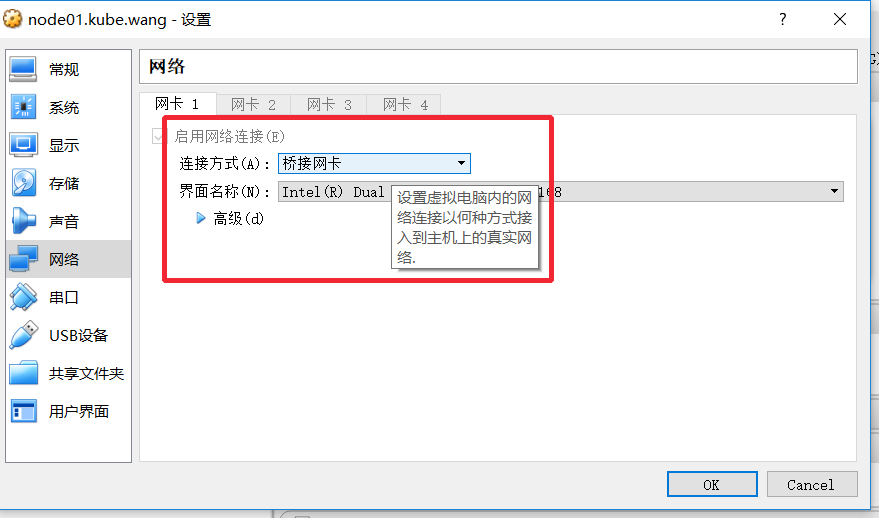 node01.kube.wang - 设置
?
常规
系统
显示
存储
声音
网络
串口
USB设备
共享文件夹
用户界面
网络
网卡 1
网卡 2
网卡 3
网卡 4
启用网络连接(E)
连接方式(A):
桥接网卡
界面名称(N):
Intel(R) Dual
168
高级(d)
设置虚拟电脑内的网
络连接以何种方式接
入到主机上的真实网
络.
OK
Cancel